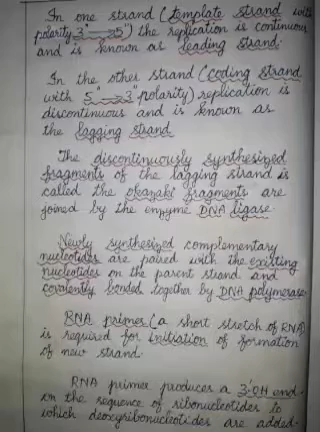 In one strand (template strand with
polarity 3' → 5') the replication is continuous
and is known as leading strand.
In the other strand (coding strand
with 5' → 3' polarity) replication is
discontinuous and is known as
the lagging strand
The discontinuously synthesized
fragments of the lagging strand is
called the okazaki fragments are
joined by the enzyme DNA ligase.
Newly synthesized complementary
nucleotides are paired with the existing
nucleotides on the parent strand and
covalently bonded together by DNA polymerase
RNA primer (a short stretch of RNA)
is required for initiation of formation
of new strand.
RNA primer produces a 3'-OH end
in the sequence of ribonucleotides to
which deoxyribonucleotides are added.